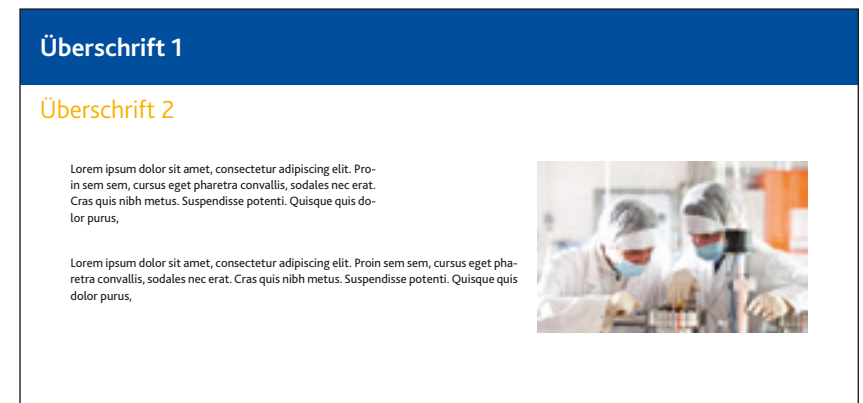 Überschrift 1
Überschrift 2
Lorem ipsum dolor sit amet, consectetur adipiscing elit. Pro-
in sem sem, cursus eget pharetra convallis, sodales nec erat.
Cras quis nibh metus. Suspendisse potenti. Quisque quis do-
lor purus,
Lorem ipsum dolor sit amet, consectetur adipiscing elit. Proin sem sem, cursus eget pha-
retra convallis, sodales nec erat. Cras quis nibh metus. Suspendisse potenti. Quisque quis
dolor purus,